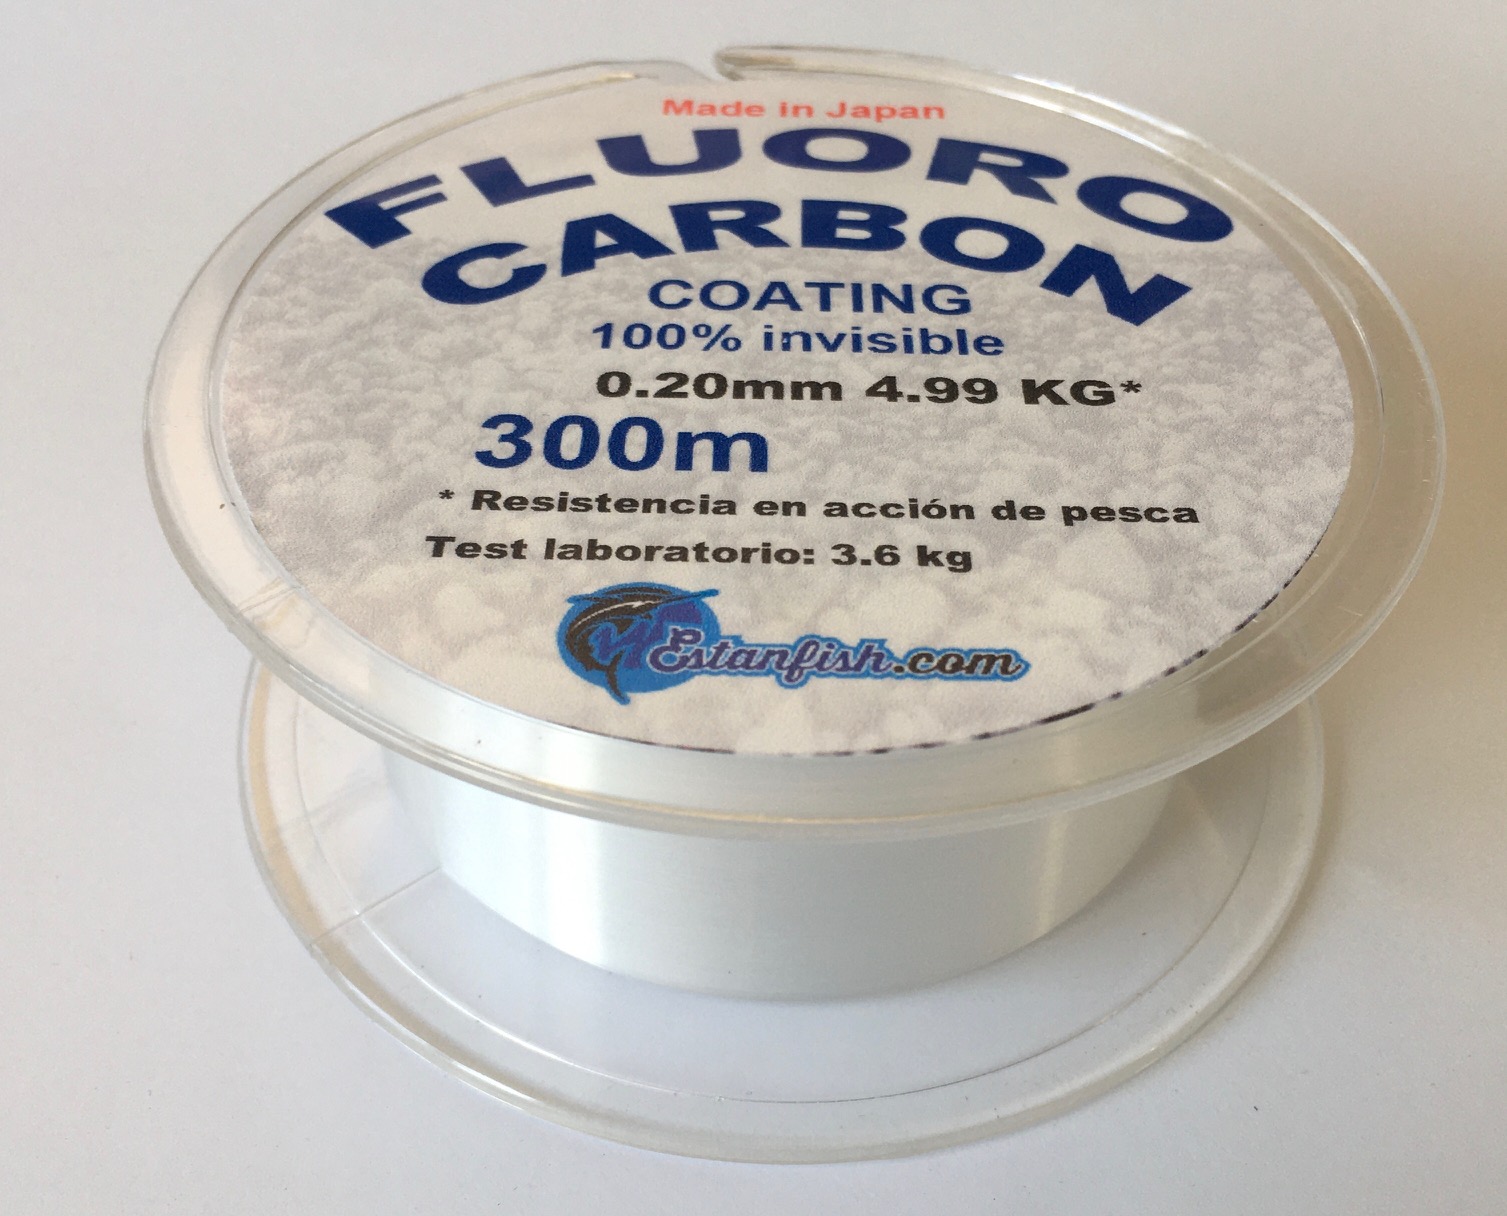 Made in Japan
FLUORO
CARBON
COATING
100% invisible
0.20mm 4.99 KG*
300m
* Resistencia en acción de pesca
Test laboratorio: 3.6 kg
Estanfish.com